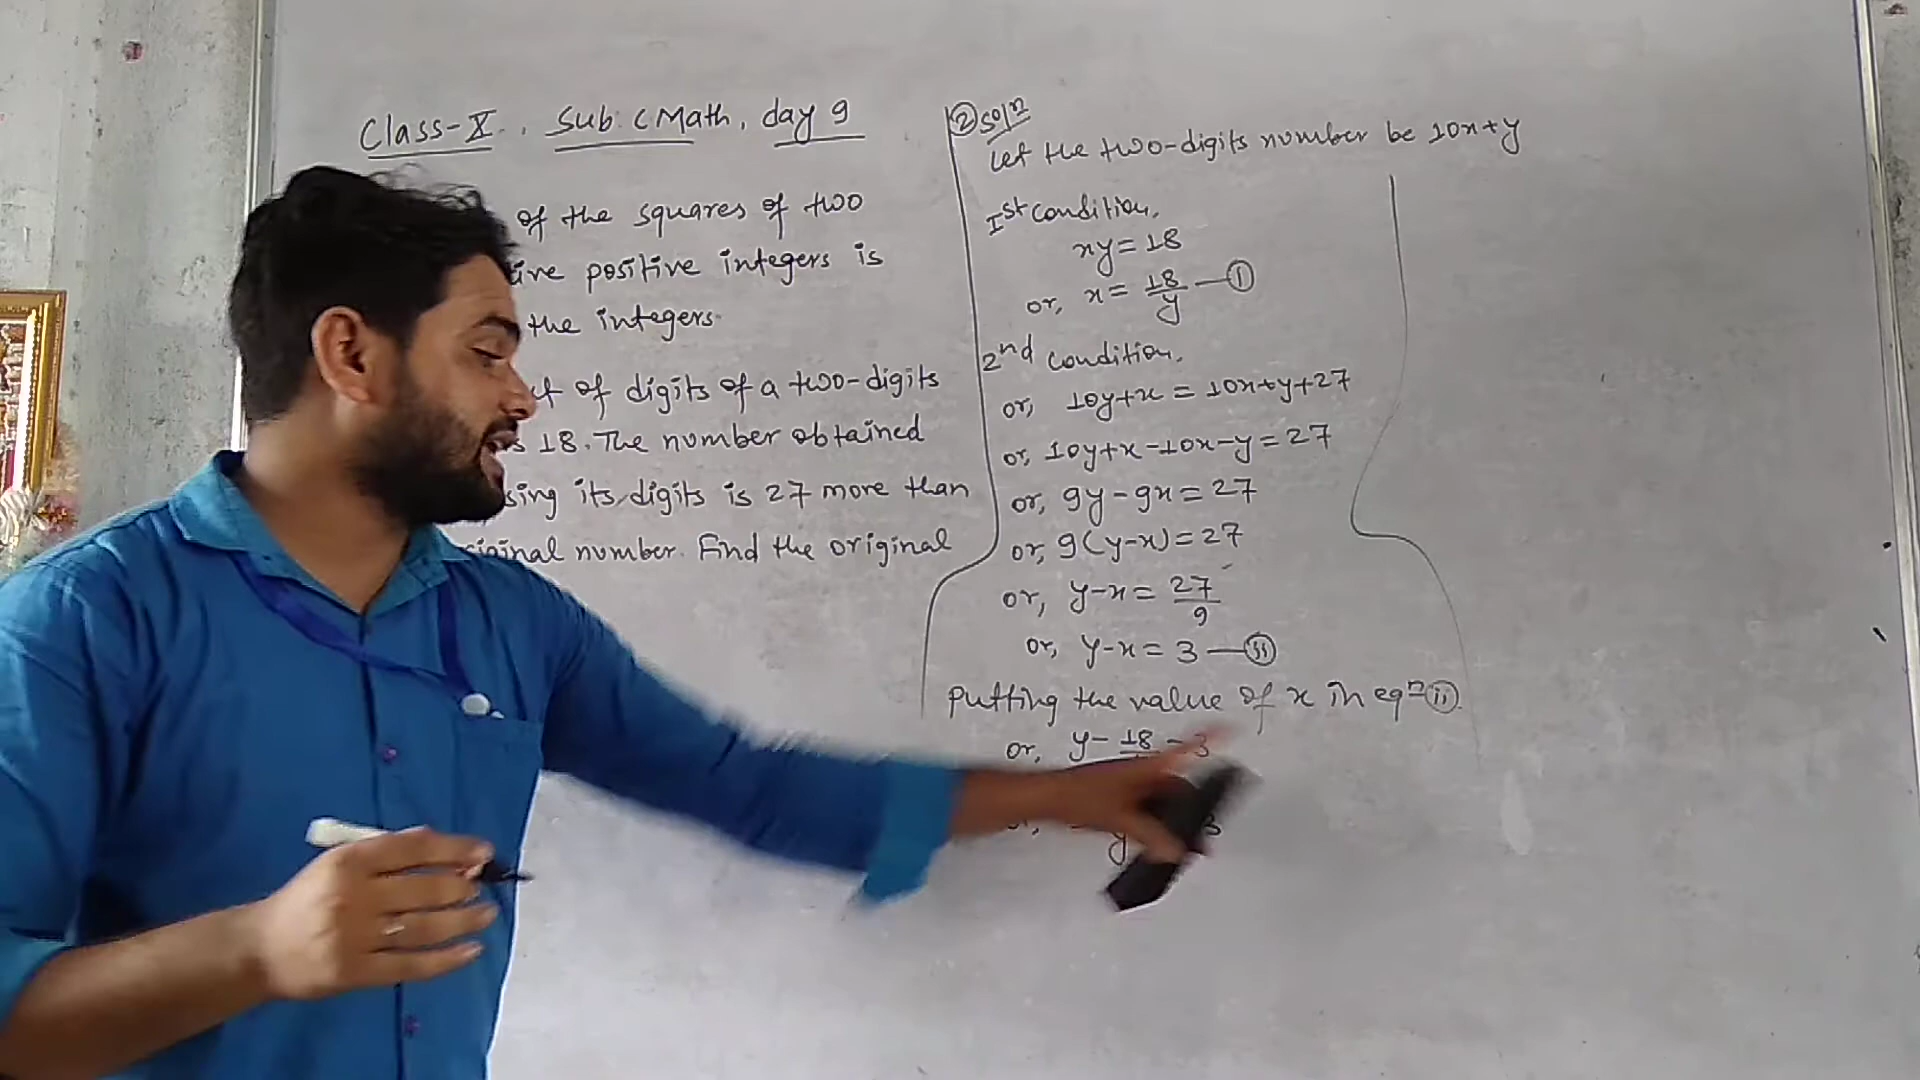 Class-X, Sub: C Math, day 9
of the squares of two
positive integers is
the integers.
of digits of a two-digits
18. The number obtained
its digits is 27 more than
number. Find the original
② Solⁿ
Let the two-digits number be 10x+y
Ist condition,
xy = 18
or, x = 18/y — (i)
2nd condition,
or, 10y+x = 10x+y+27
or, 10y+x-10x-y = 27
or, 9y-9x = 27
or, 9(y-x) = 27
or, y-x = 27/9
or, y-x = 3 — (ii)
Putting the value of x in eqⁿ (ii)
or, y- 18